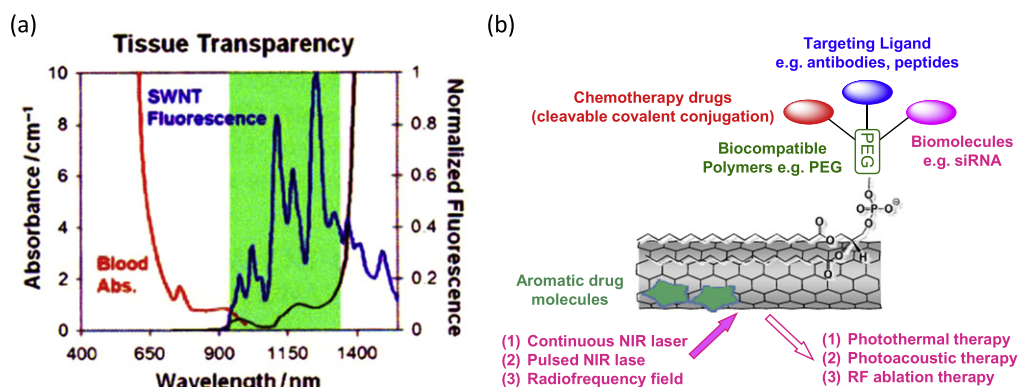 (a)
Tissue Transparency
10
8
6
4
2
0
Absorbance / cm⁻¹
SWNT
Fluorescence
Blood
Abs.
1
0.8
0.6
0.4
0.2
0
Normalized Fluorescence
400 650 900 1150 1400
Wavelength / nm
(b)
Targeting Ligand
e.g. antibodies, peptides
Chemotherapy drugs
(cleavable covalent conjugation)
Biocompatible
Polymers e.g. PEG
PEG
Biomolecules
e.g. siRNA
O
O P O ⊖
O
O
O
O
O
H
Aromatic drug
molecules
(1) Continuous NIR laser
(2) Pulsed NIR lase
(3) Radiofrequency field
(1) Photothermal therapy
(2) Photoacoustic therapy
(3) RF ablation therapy